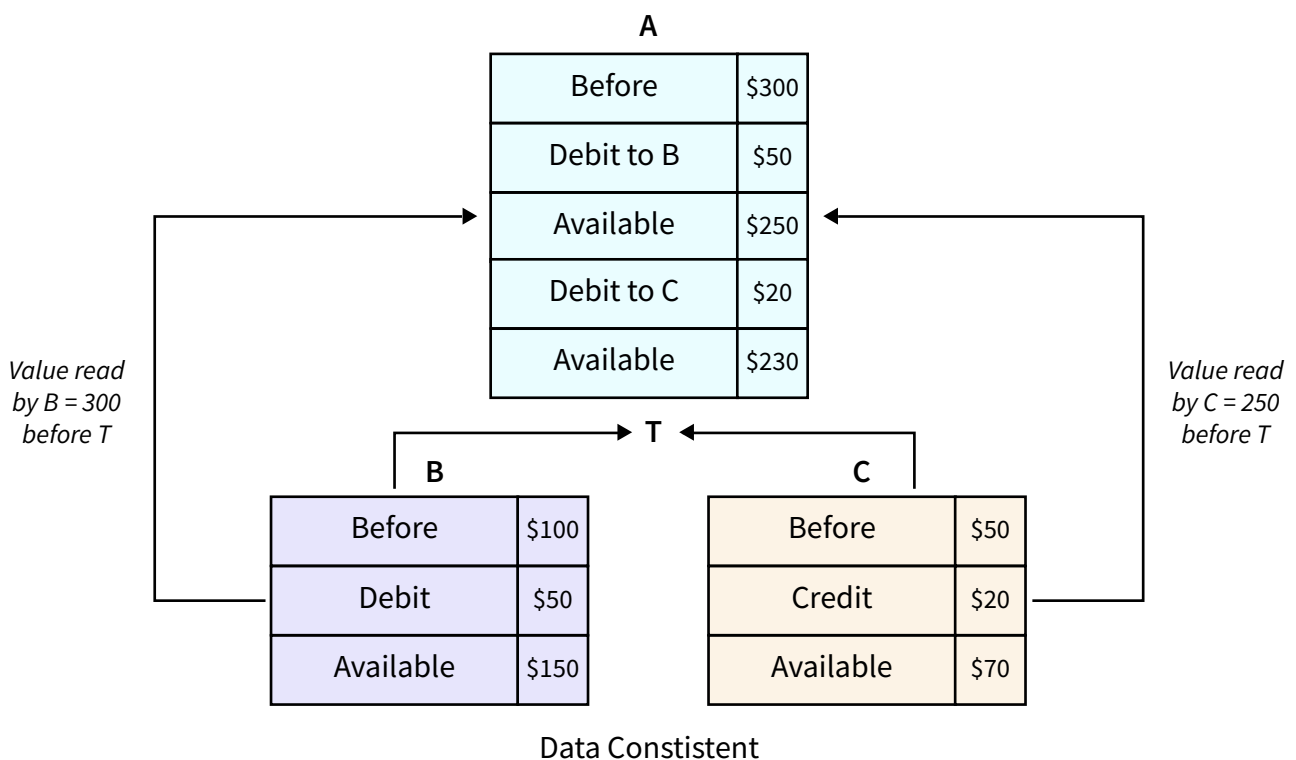 A
Before $300
Debit to B $50
Available $250
Debit to C $20
Available $230
Value read
by B = 300
before T
Value read
by C = 250
before T
T
B
Before $100
Debit $50
Available $150
C
Before $50
Credit $20
Available $70
Data Constistent